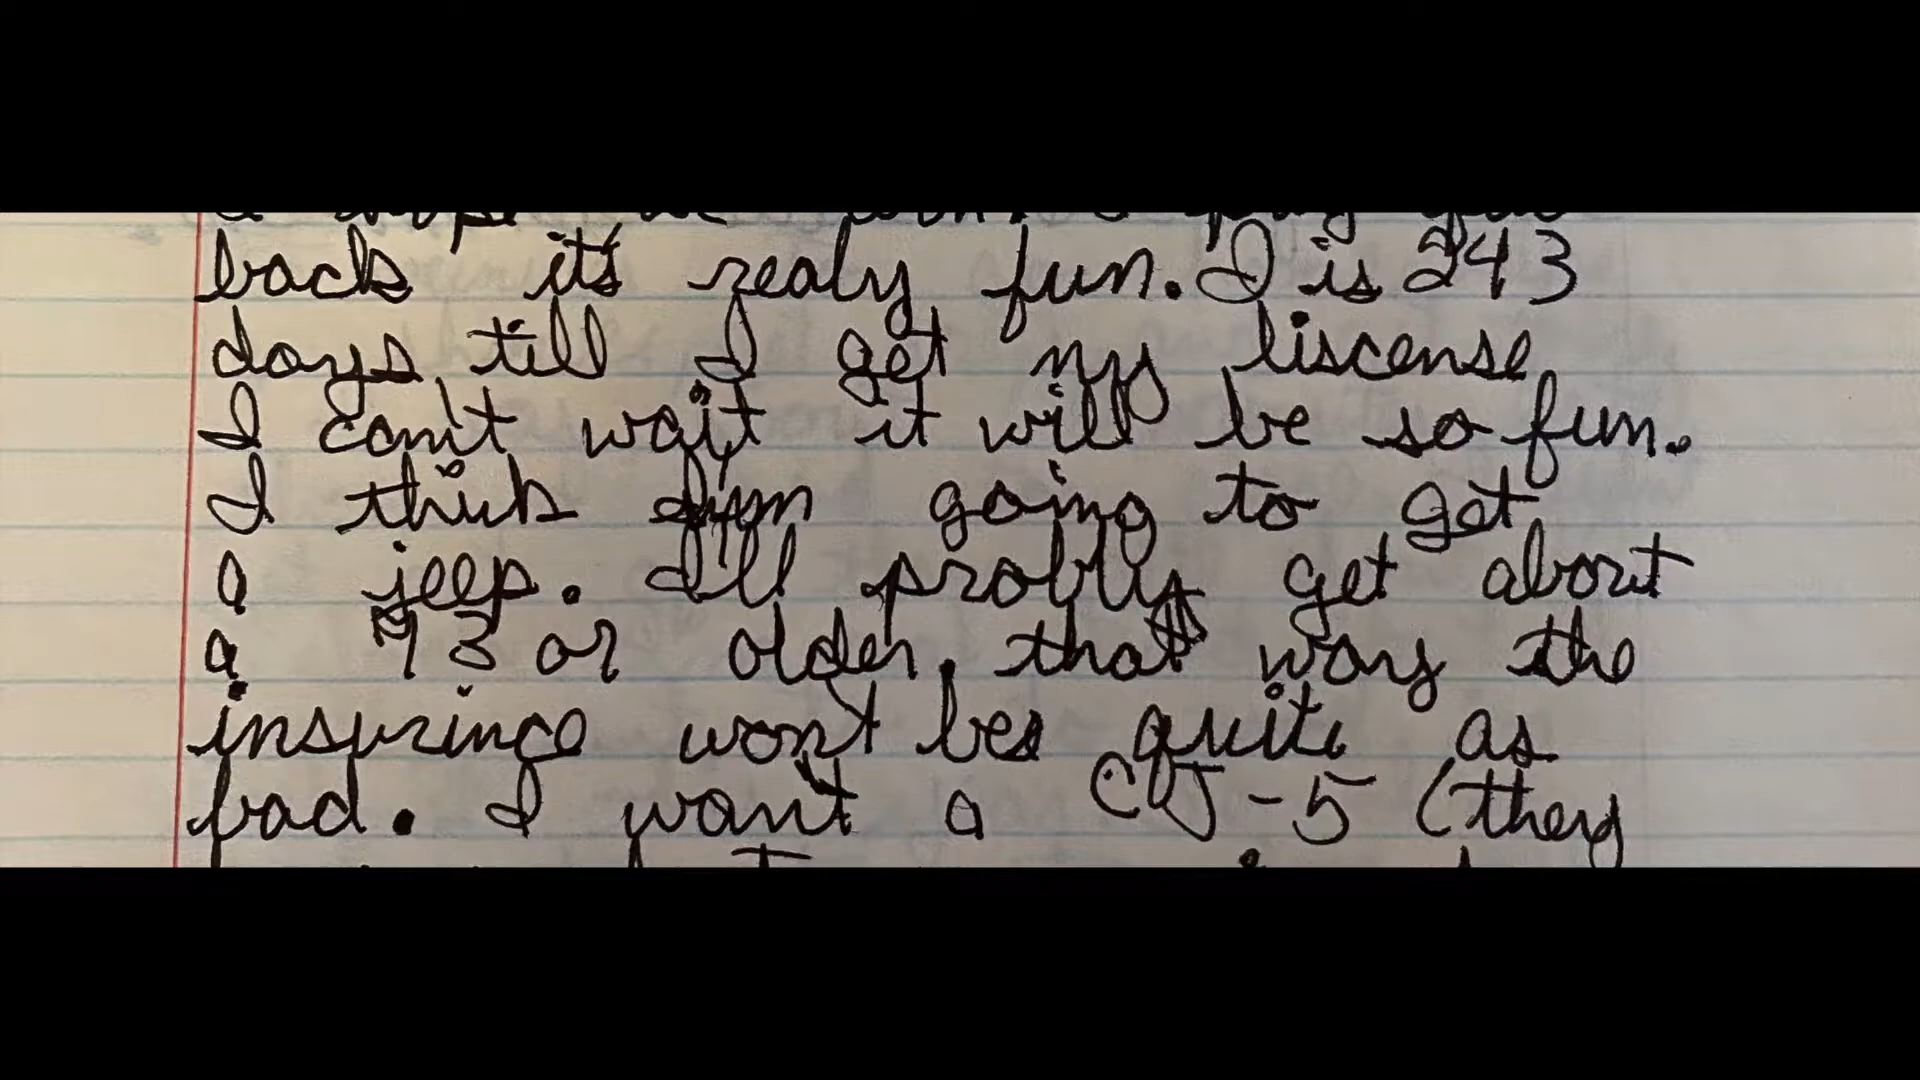 back it's realy fun. I is 243
days till I get my liscense
I can't wait it will be so fun.
I think I'm going to get
a jeep. I'll probly get abort
a 73 or older, that way the
insurince won't be quite as
bad. I want a CJ-5 (they